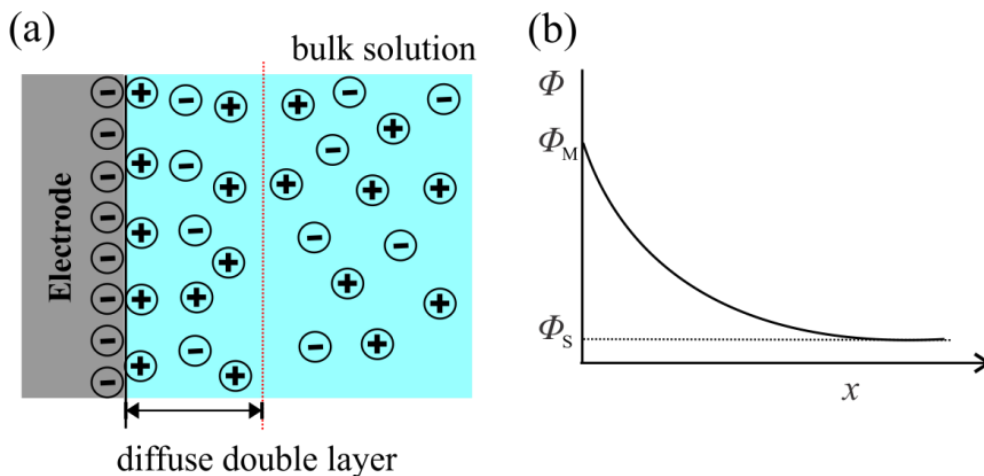 (a)
bulk solution
Electrode
diffuse double layer
(b)
Φ
Φ_M
Φ_S
x